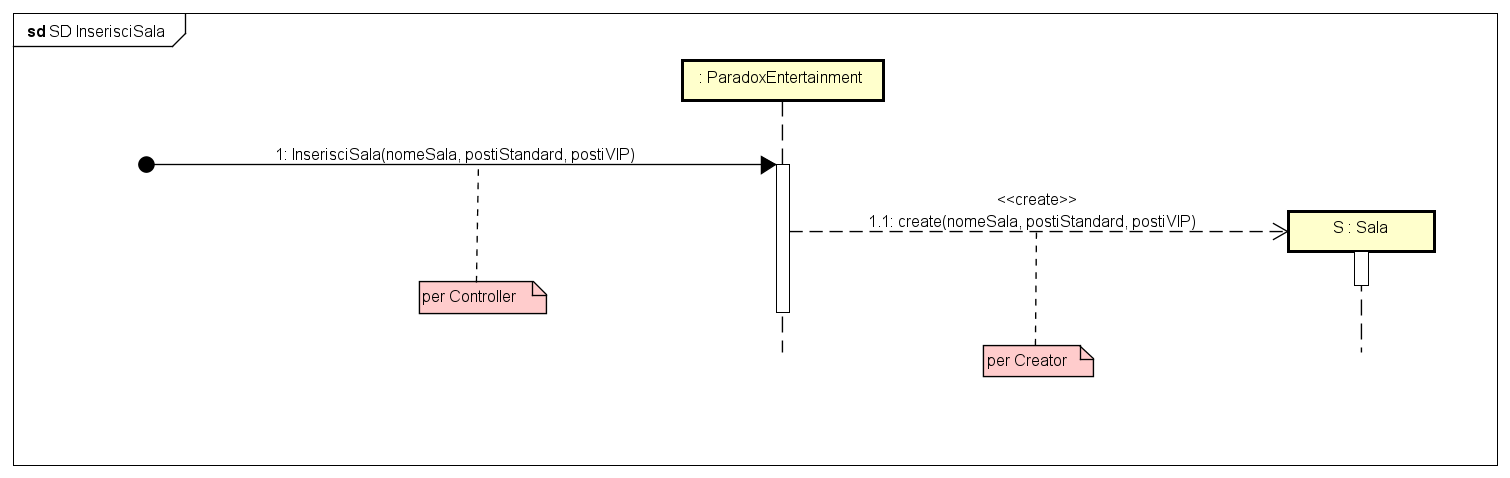 sd SD InserisciSala
: ParadoxEntertainment
1: InserisciSala(nomeSala, postiStandard, postiVIP)
<<create>>
1.1: create(nomeSala, postiStandard, postiVIP)
S : Sala
per Controller
per Creator